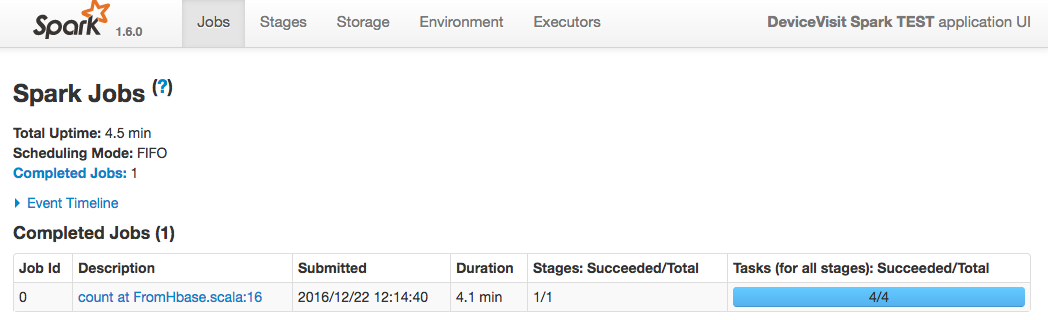 Spark 1.6.0 Jobs Stages Storage Environment Executors DeviceVisit Spark TEST application UI
Spark Jobs (?)
Total Uptime: 4.5 min
Scheduling Mode: FIFO
Completed Jobs: 1
Event Timeline
Completed Jobs (1)
Job Id Description Submitted Duration Stages: Succeeded/Total Tasks (for all stages): Succeeded/Total
0 count at FromHbase.scala:16 2016/12/22 12:14:40 4.1 min 1/1 4/4